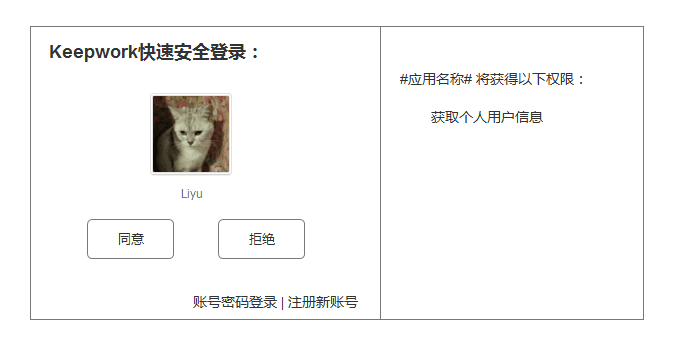 Keepwork快速安全登录：
Liyu
同意
拒绝
账号密码登录 | 注册新账号
#应用名称# 将获得以下权限：
获取个人用户信息